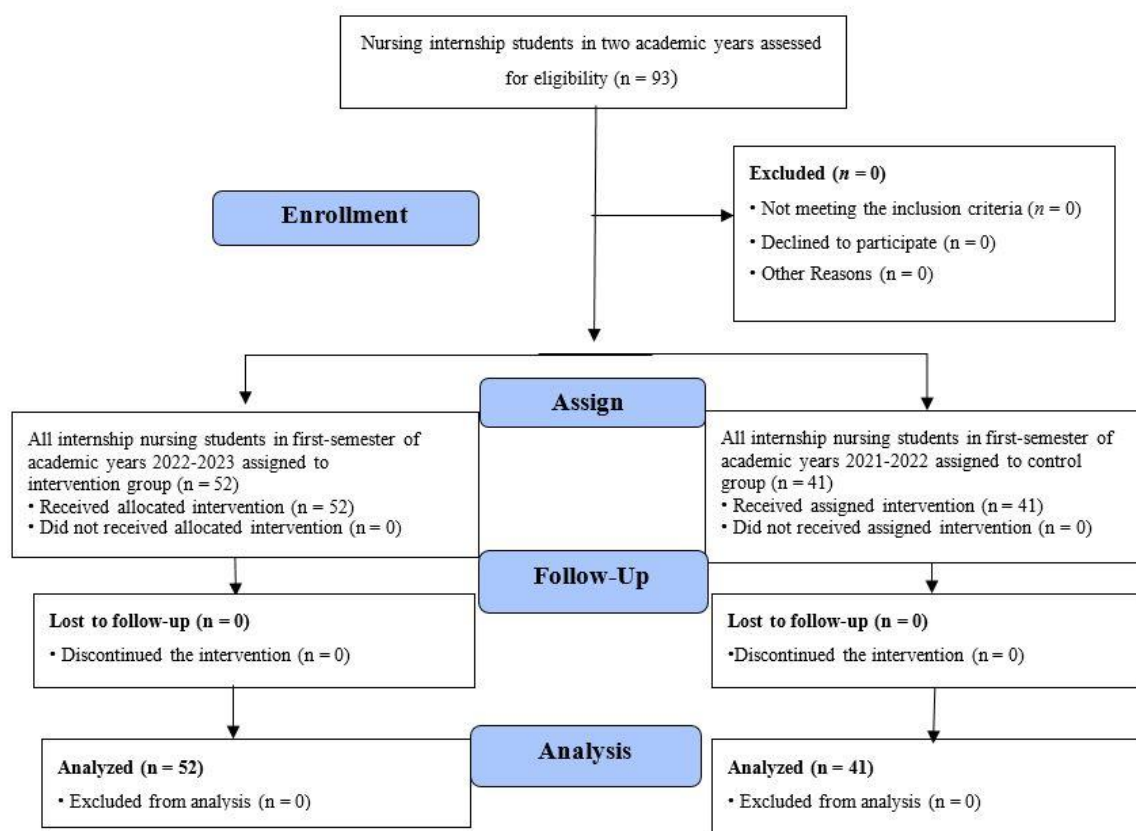 Nursing internship students in two academic years assessed
for eligibility (n = 93)
Enrollment
Excluded (n = 0)
• Not meeting the inclusion criteria (n = 0)
• Declined to participate (n = 0)
• Other Reasons (n = 0)
Assign
All internship nursing students in first-semester of
academic years 2022-2023 assigned to
intervention group (n = 52)
• Received allocated intervention (n = 52)
• Did not received allocated intervention (n = 0)
All internship nursing students in first-semester of
academic years 2021-2022 assigned to control
group (n = 41)
• Received assigned intervention (n = 41)
• Did not received assigned intervention (n = 0)
Follow-Up
Lost to follow-up (n = 0)
• Discontinued the intervention (n = 0)
Lost to follow-up (n = 0)
•Discontinued the intervention (n = 0)
Analysis
Analyzed (n = 52)
• Excluded from analysis (n = 0)
Analyzed (n = 41)
• Excluded from analysis (n = 0)